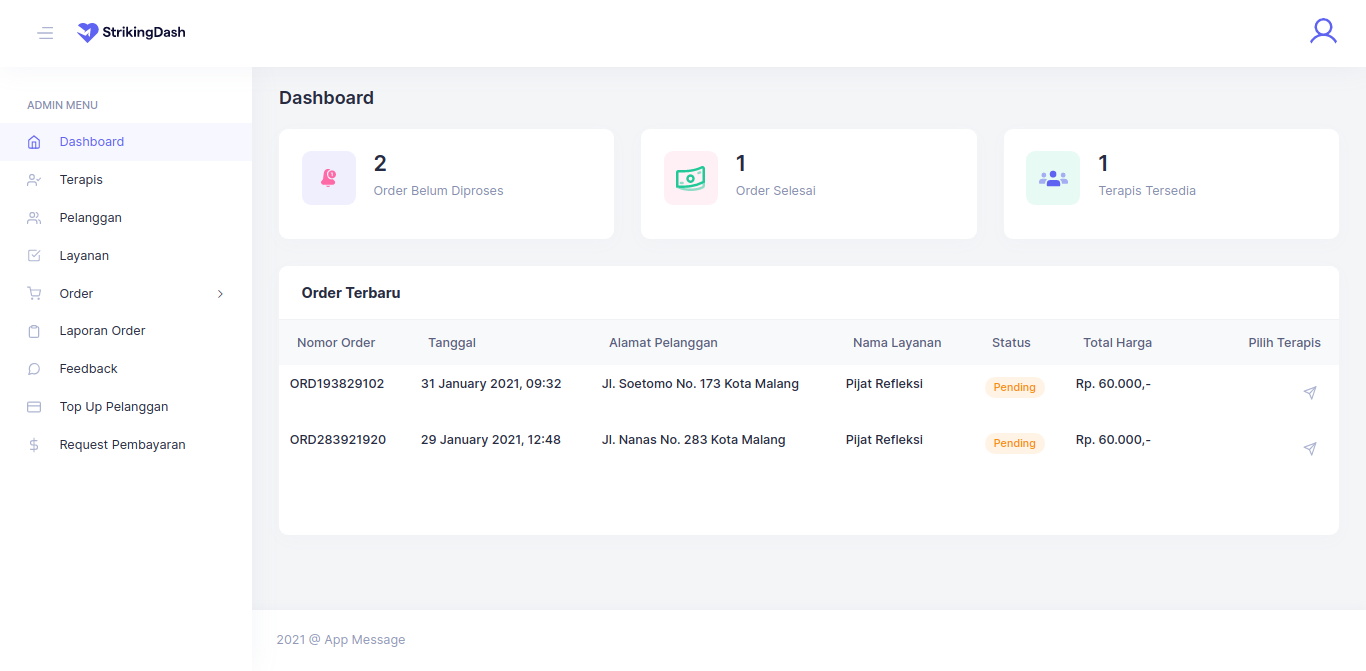 StrikingDash
ADMIN MENU
Dashboard
Terapis
Pelanggan
Layanan
Order
Laporan Order
Feedback
Top Up Pelanggan
Request Pembayaran
Dashboard
2
Order Belum Diproses
1
Order Selesai
1
Terapis Tersedia
Order Terbaru
Nomor Order Tanggal Alamat Pelanggan Nama Layanan Status Total Harga Pilih Terapis
ORD193829102 31 January 2021, 09:32 Jl. Soetomo No. 173 Kota Malang Pijat Refleksi Pending Rp. 60.000,-
ORD283921920 29 January 2021, 12:48 Jl. Nanas No. 283 Kota Malang Pijat Refleksi Pending Rp. 60.000,-
2021 @ App Message